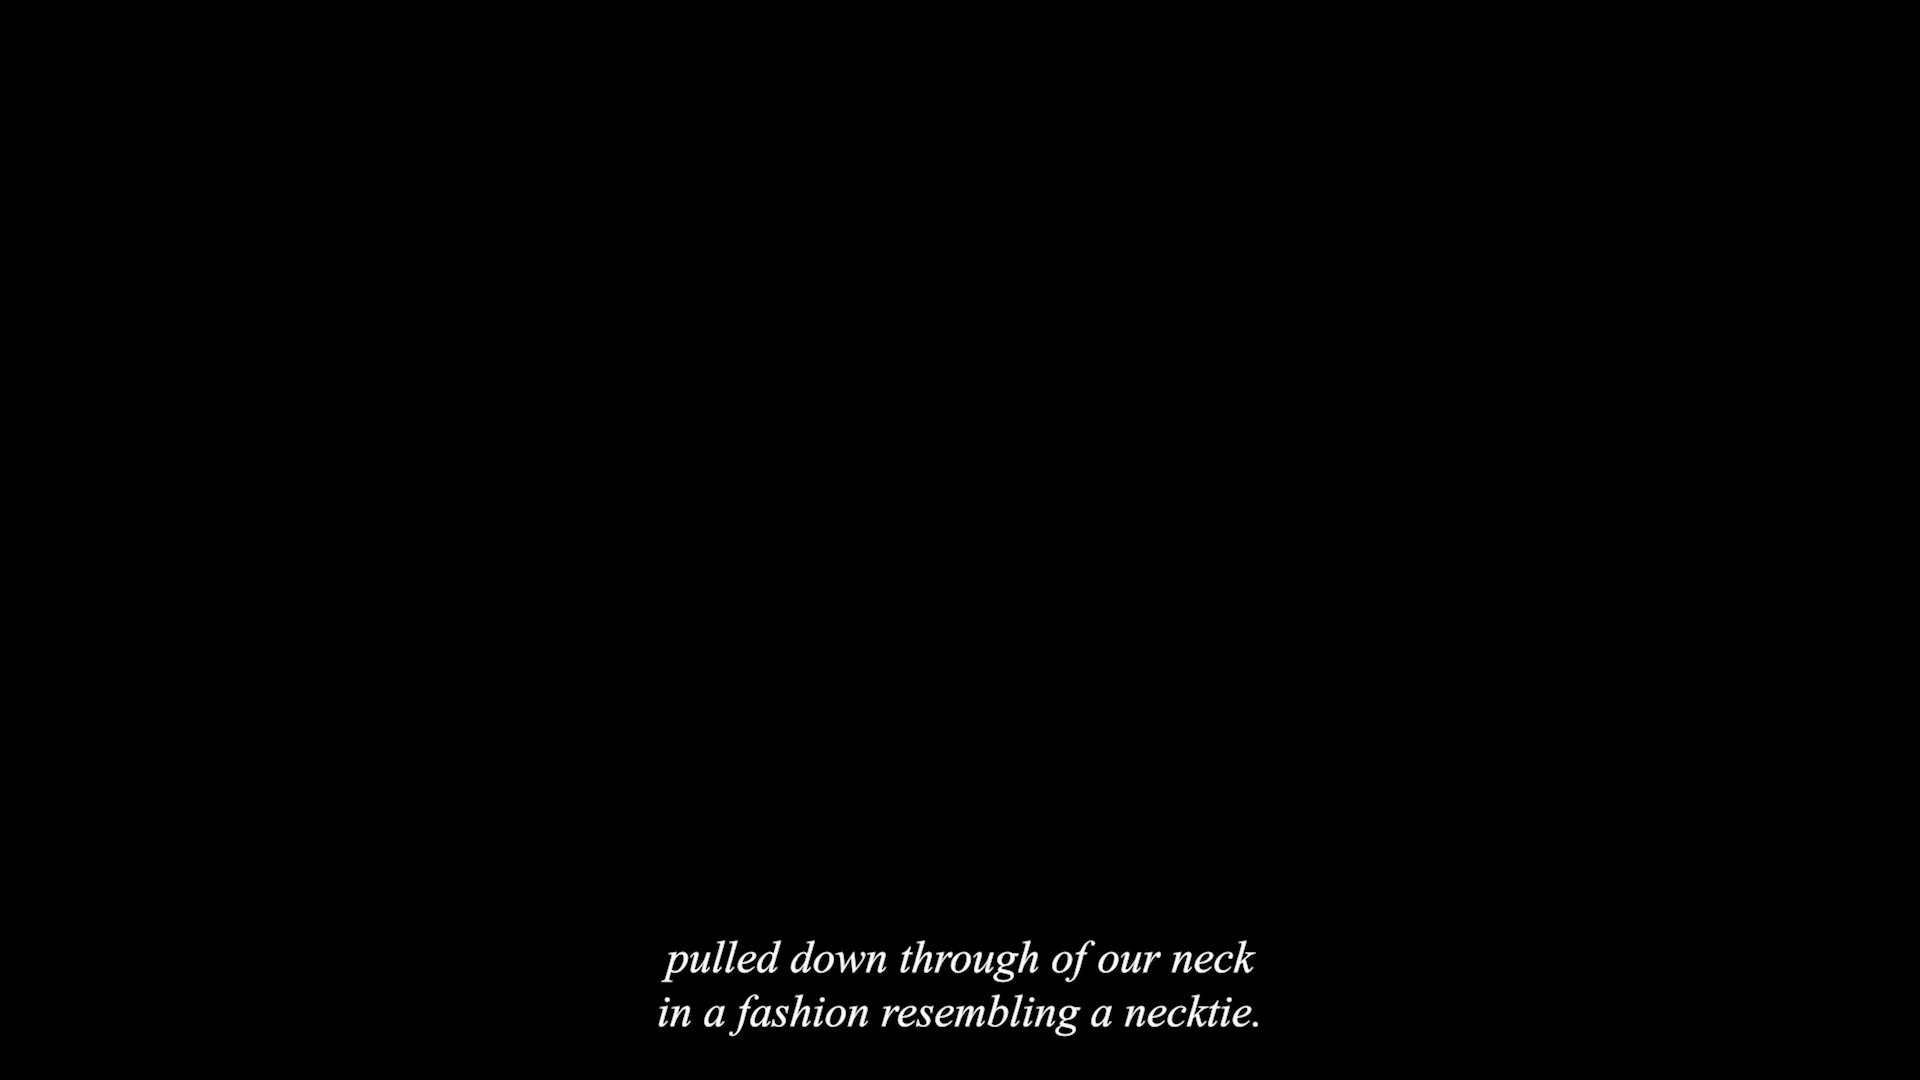 pulled down through of our neck
in a fashion resembling a necktie.